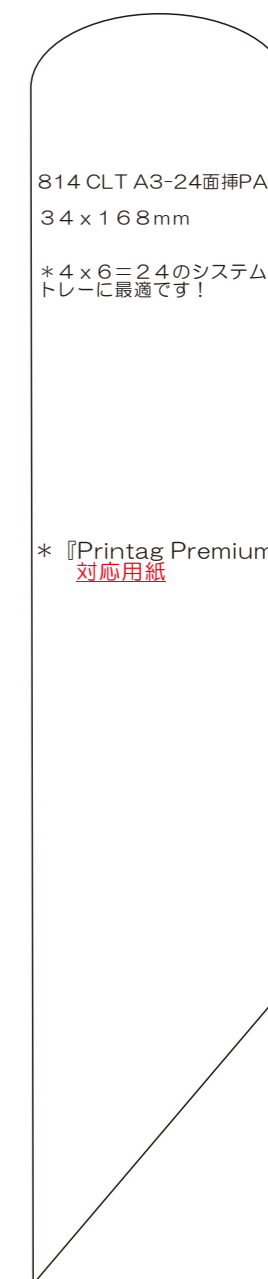 814 CLT A3-24面挿PA
３４ｘ１６８mm
＊４ｘ６＝２４のシステム
トレーに最適です！
＊『Printag Premium
対応用紙